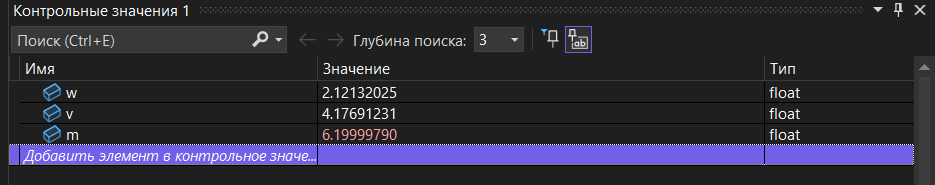 Контрольные значения 1
Поиск (Ctrl+E) Глубина поиска: 3
Имя Значение Тип
w 2.12132025 float
v 4.17691231 float
m 6.19999790 float
Добавить элемент в контрольное значе...